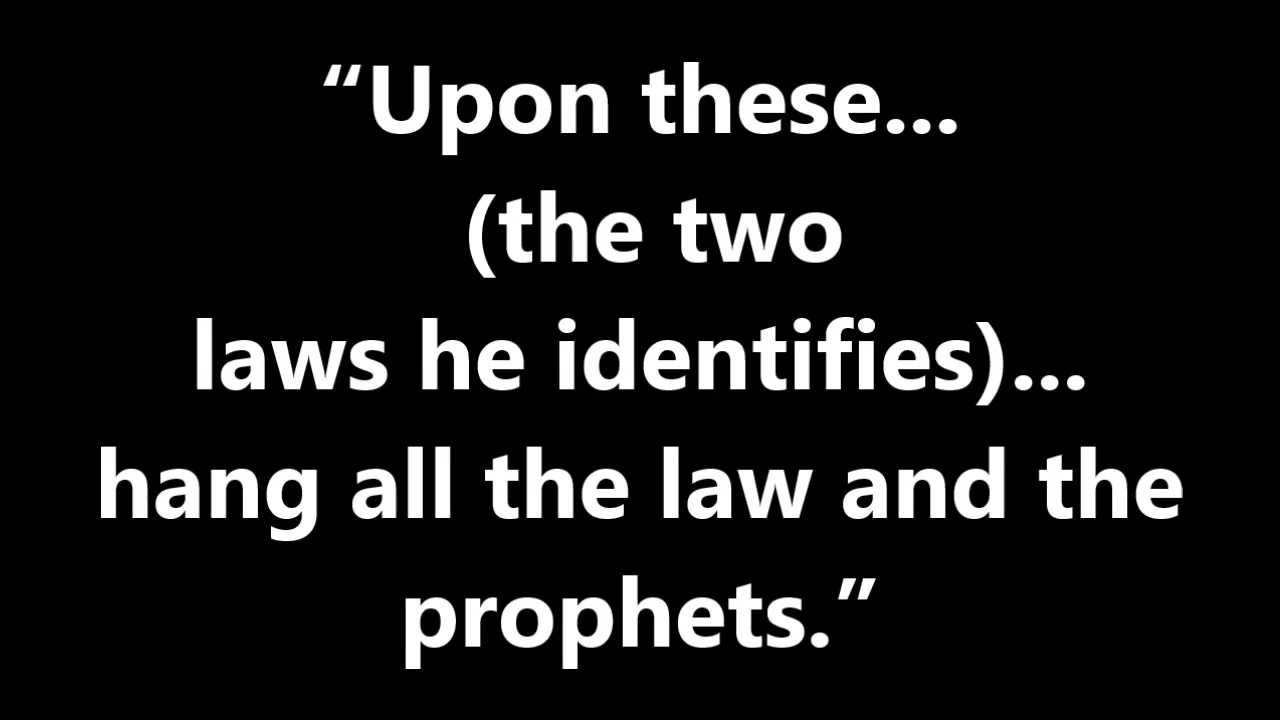 “Upon these...
(the two
laws he identifies)...
hang all the law and the
prophets.”